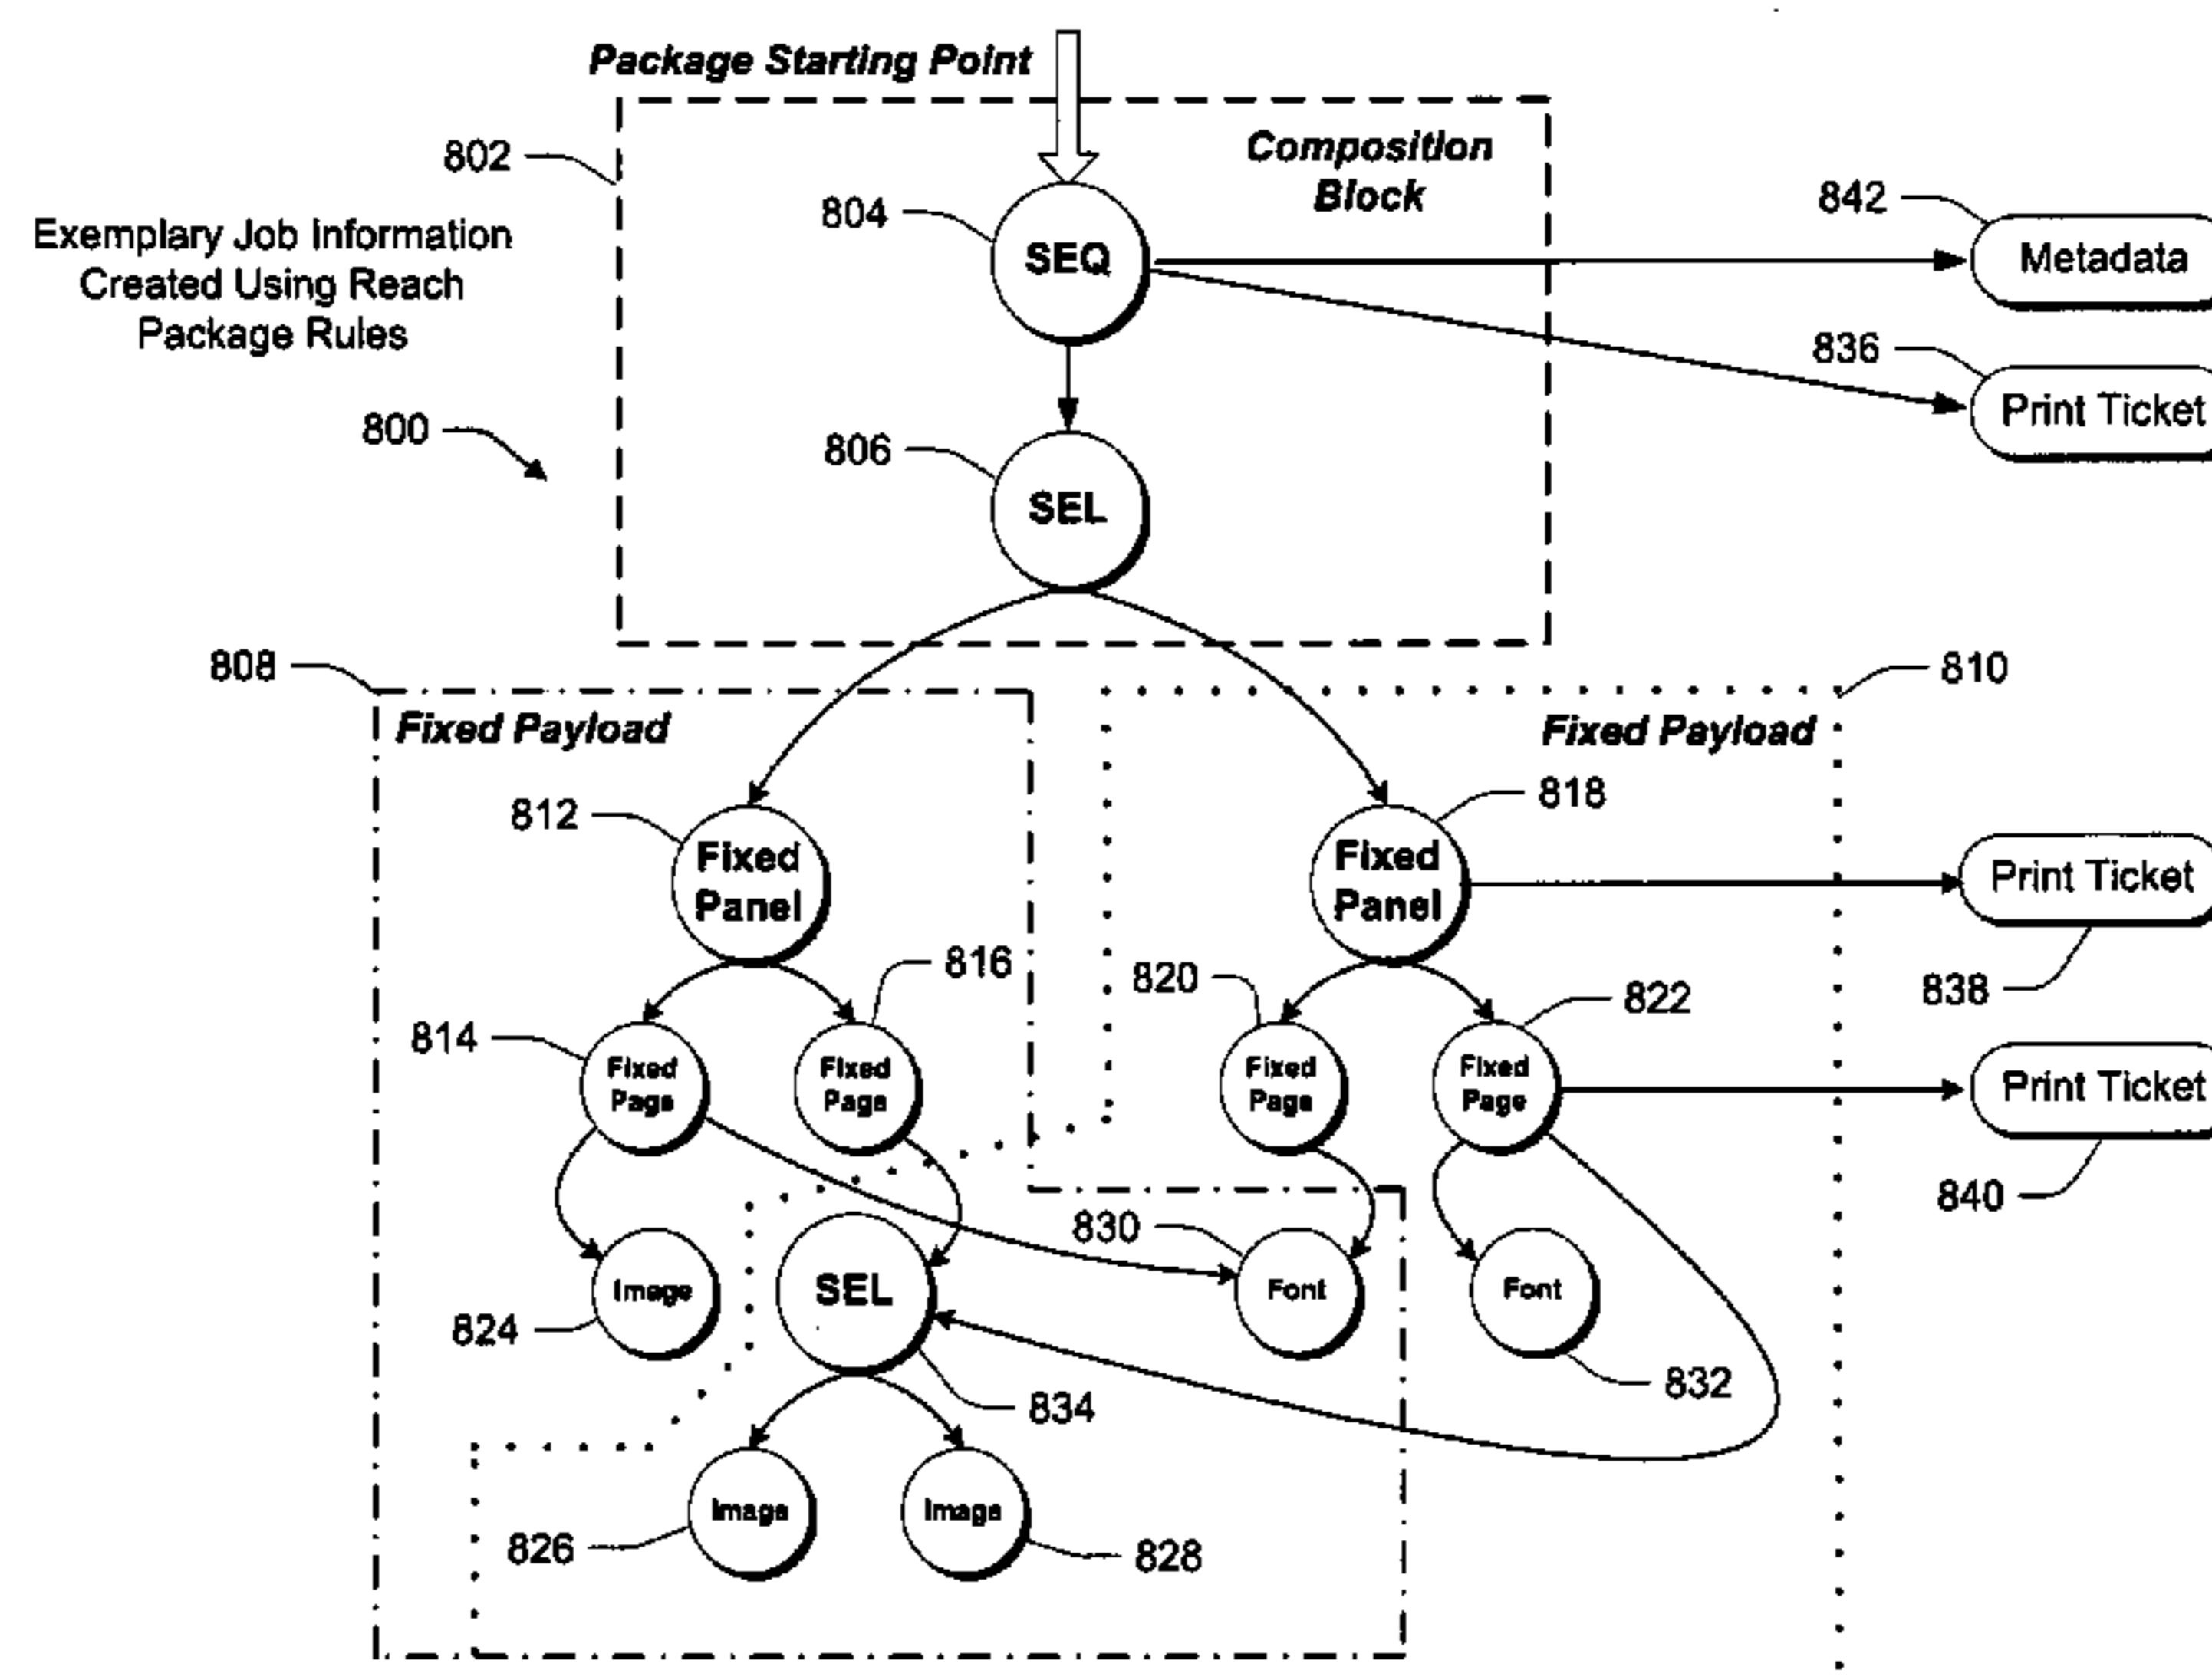 Package Starting Point
802
Composition
Block
804
SEQ
842
Metadata
Exemplary Job Information
Created Using Reach
Package Rules
836
Print Ticket
800
806
SEL
808
810
Fixed Payload
Fixed Payload
812
Fixed
Panel
818
Fixed
Panel
Print Ticket
838
816
820
822
814
Fixed
Page
Fixed
Page
Fixed
Page
Fixed
Page
Print Ticket
840
830
Image
SEL
Font
Font
824
832
834
Image
Image
826
828